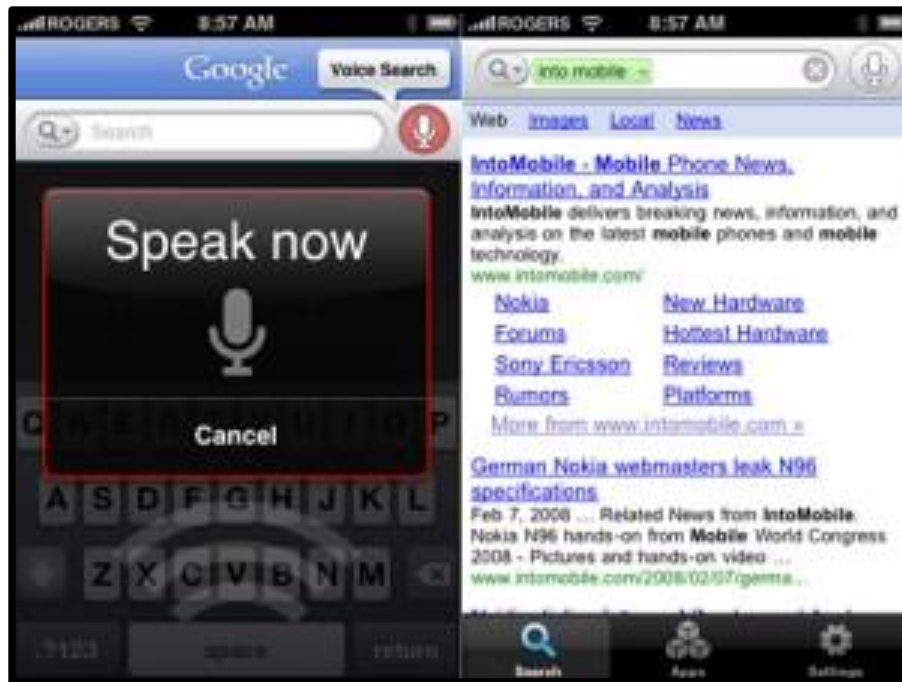 ROGERS 8:57 AM
Google
Voice Search
Search
Speak now
Cancel
P
A S D F G H J K L
Z X C V B N M
.?123 space return
ROGERS 8:57 AM
into mobile
Web Images Local News
IntoMobile - Mobile Phone News,
Information, and Analysis
IntoMobile delivers breaking news, information, and
analysis on the latest mobile phones and mobile
technology.
www.intomobile.com/
Nokia New Hardware
Forums Hottest Hardware
Sony Ericsson Reviews
Rumors Platforms
More from www.intomobile.com »
German Nokia webmasters leak N96
specifications
Feb 7, 2008 ... Related News from IntoMobile.
Nokia N96 hands-on from Mobile World Congress
2008 - Pictures and hands-on video ...
www.intomobile.com/2008/02/07/germa...
Search Apps Settings